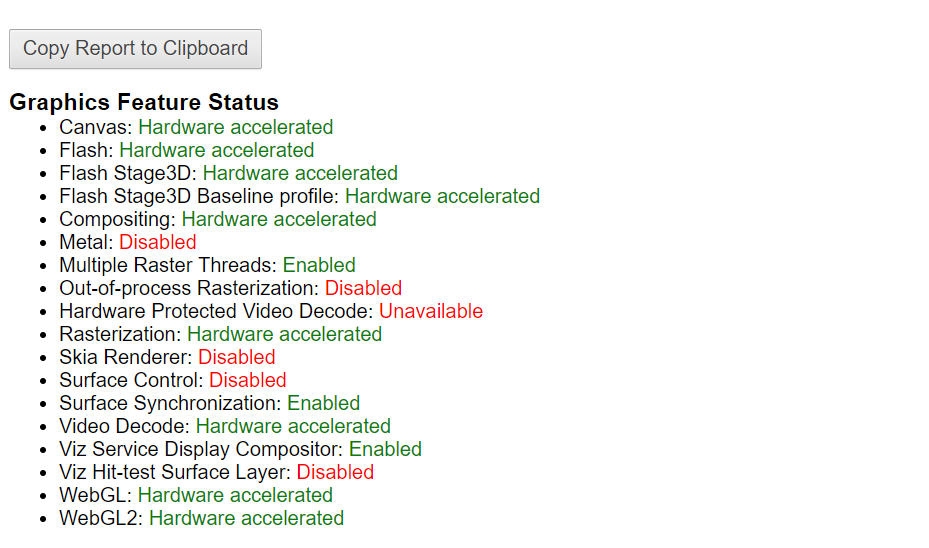 Copy Report to Clipboard
Graphics Feature Status
Canvas: Hardware accelerated
Flash: Hardware accelerated
Flash Stage3D: Hardware accelerated
Flash Stage3D Baseline profile: Hardware accelerated
Compositing: Hardware accelerated
Metal: Disabled
Multiple Raster Threads: Enabled
Out-of-process Rasterization: Disabled
Hardware Protected Video Decode: Unavailable
Rasterization: Hardware accelerated
Skia Renderer: Disabled
Surface Control: Disabled
Surface Synchronization: Enabled
Video Decode: Hardware accelerated
Viz Service Display Compositor: Enabled
Viz Hit-test Surface Layer: Disabled
WebGL: Hardware accelerated
WebGL2: Hardware accelerated